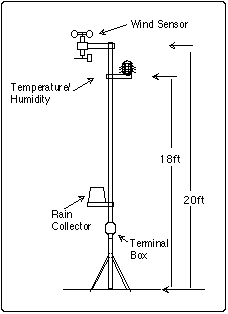 Wind Sensor
Temperature/
Humidity
18ft
20ft
Rain
Collector
Terminal
Box